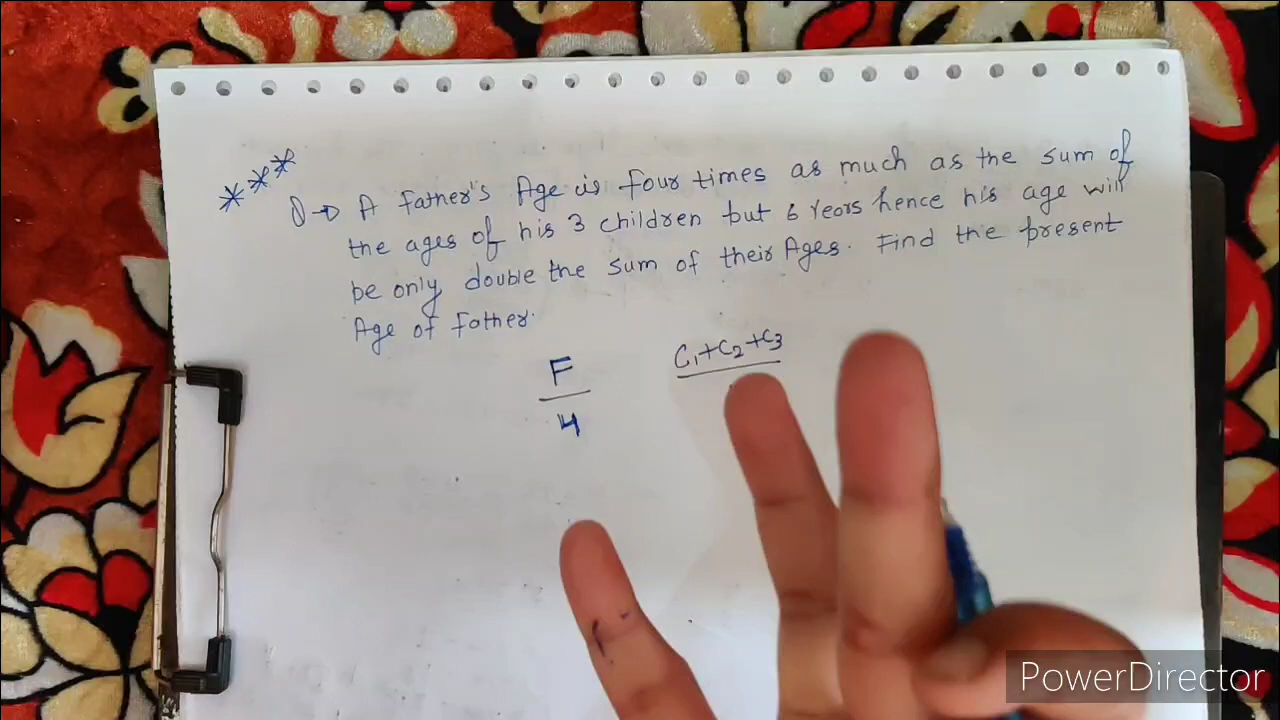 *** Q→ A father's Age is four times as much as the sum of
the ages of his 3 children but 6 Years hence his age will
be only double the sum of their Ages. Find the present
Age of father.
F C₁+C₂+C₃
4
PowerDirector